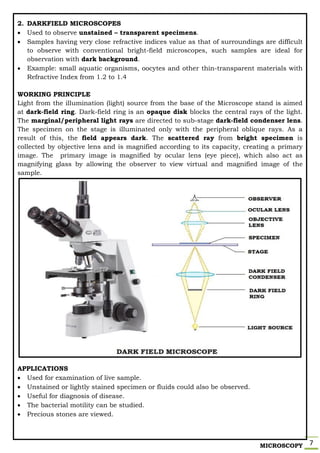 2. DARKFIELD MICROSCOPES
• Used to observe unstained – transparent specimens.
• Samples having very close refractive indices value as that of surroundings are difficult
to observe with conventional bright-field microscopes, such samples are ideal for
observation with dark background.
• Example: small aquatic organisms, oocytes and other thin-transparent materials with
Refractive Index from 1.2 to 1.4
WORKING PRINCIPLE
Light from the illumination (light) source from the base of the Microscope stand is aimed
at dark-field ring. Dark-field ring is an opaque disk blocks the central rays of the light.
The marginal/peripheral light rays are directed to sub-stage dark-field condenser lens.
The specimen on the stage is illuminated only with the peripheral oblique rays. As a
result of this, the field appears dark. The scattered ray from bright specimen is
collected by objective lens and is magnified according to its capacity, creating a primary
image. The primary image is magnified by ocular lens (eye piece), which also act as
magnifying glass by allowing the observer to view virtual and magnified image of the
sample.
OBSERVER
OCULAR LENS
OBJECTIVE
LENS
SPECIMEN
STAGE
DARK FIELD
CONDENSER
DARK FIELD
RING
LIGHT SOURCE
DARK FIELD MICROSCOPE
APPLICATIONS
• Used for examination of live sample.
• Unstained or lightly stained specimen or fluids could also be observed.
• Useful for diagnosis of disease.
• The bacterial motility can be studied.
• Precious stones are viewed.
MICROSCOPY 7